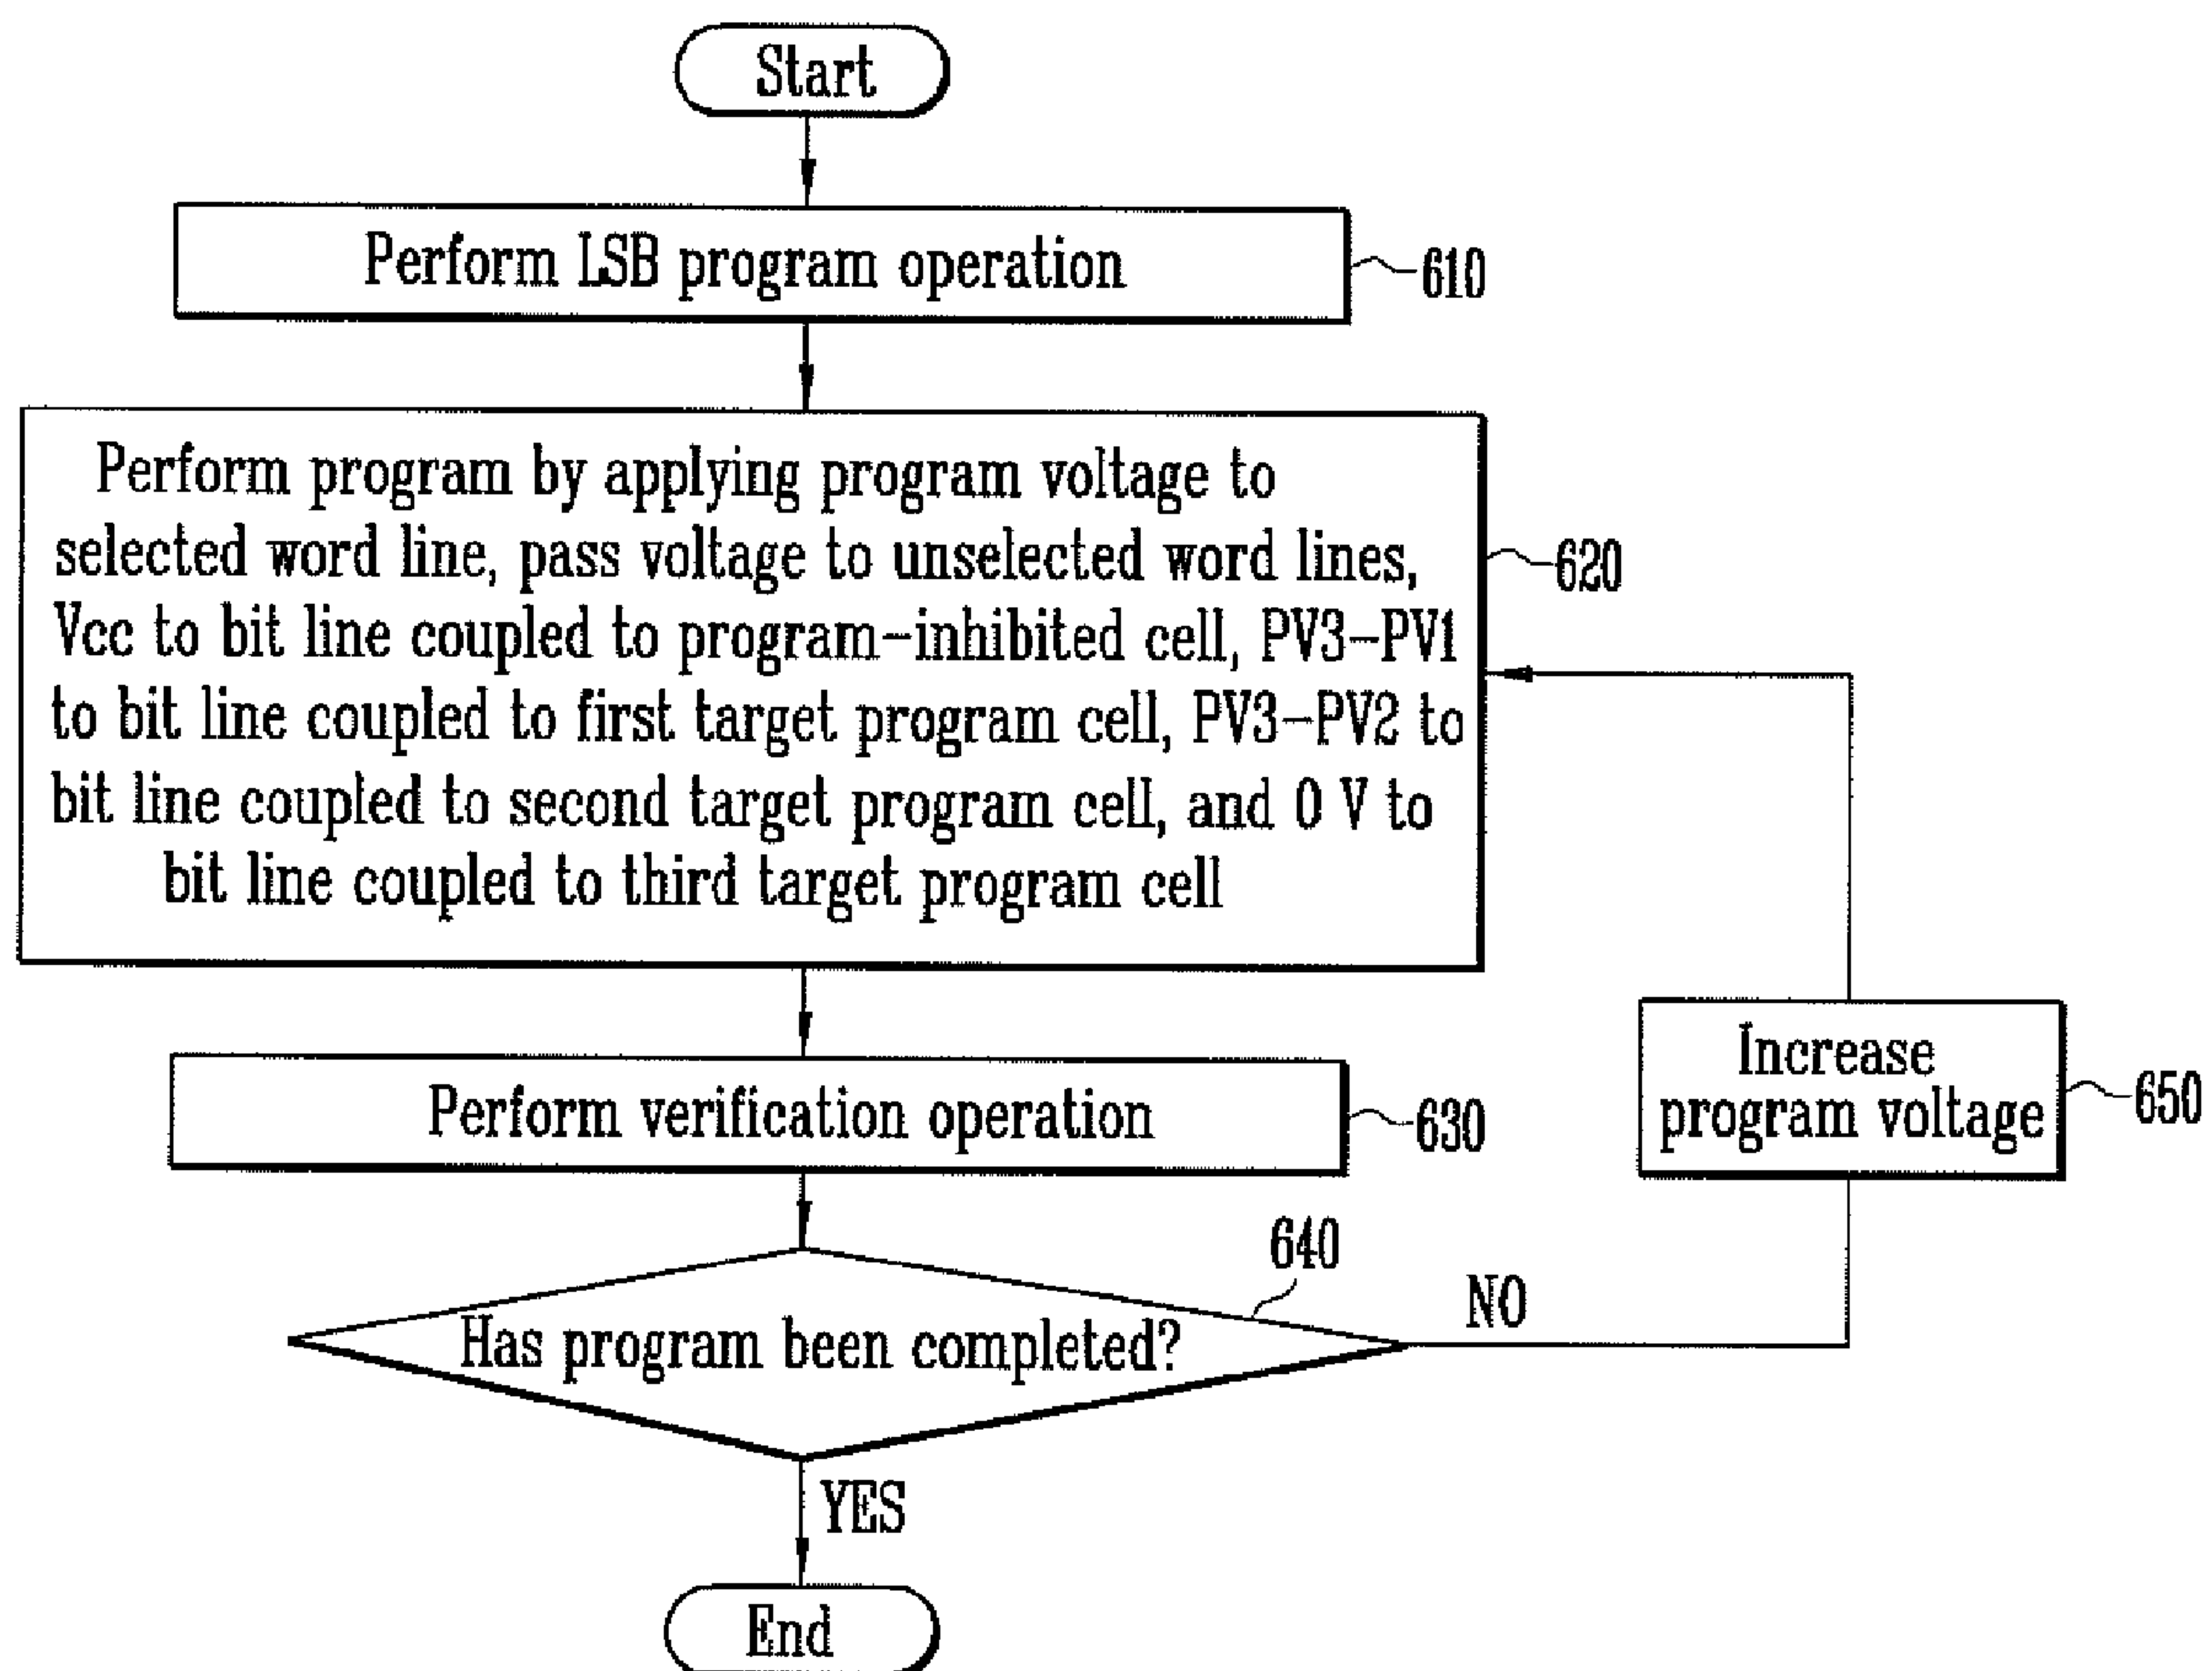 Start
Perform LSB program operation
610
Perform program by applying program voltage to
selected word line, pass voltage to unselected word lines,
Vcc to bit line coupled to program-inhibited cell, PV3-PV1
to bit line coupled to first target program cell, PV3-PV2 to
bit line coupled to second target program cell, and 0 V to
bit line coupled to third target program cell
620
Perform verification operation
630
Increase
program voltage
650
Has program been completed?
640
NO
YES
End